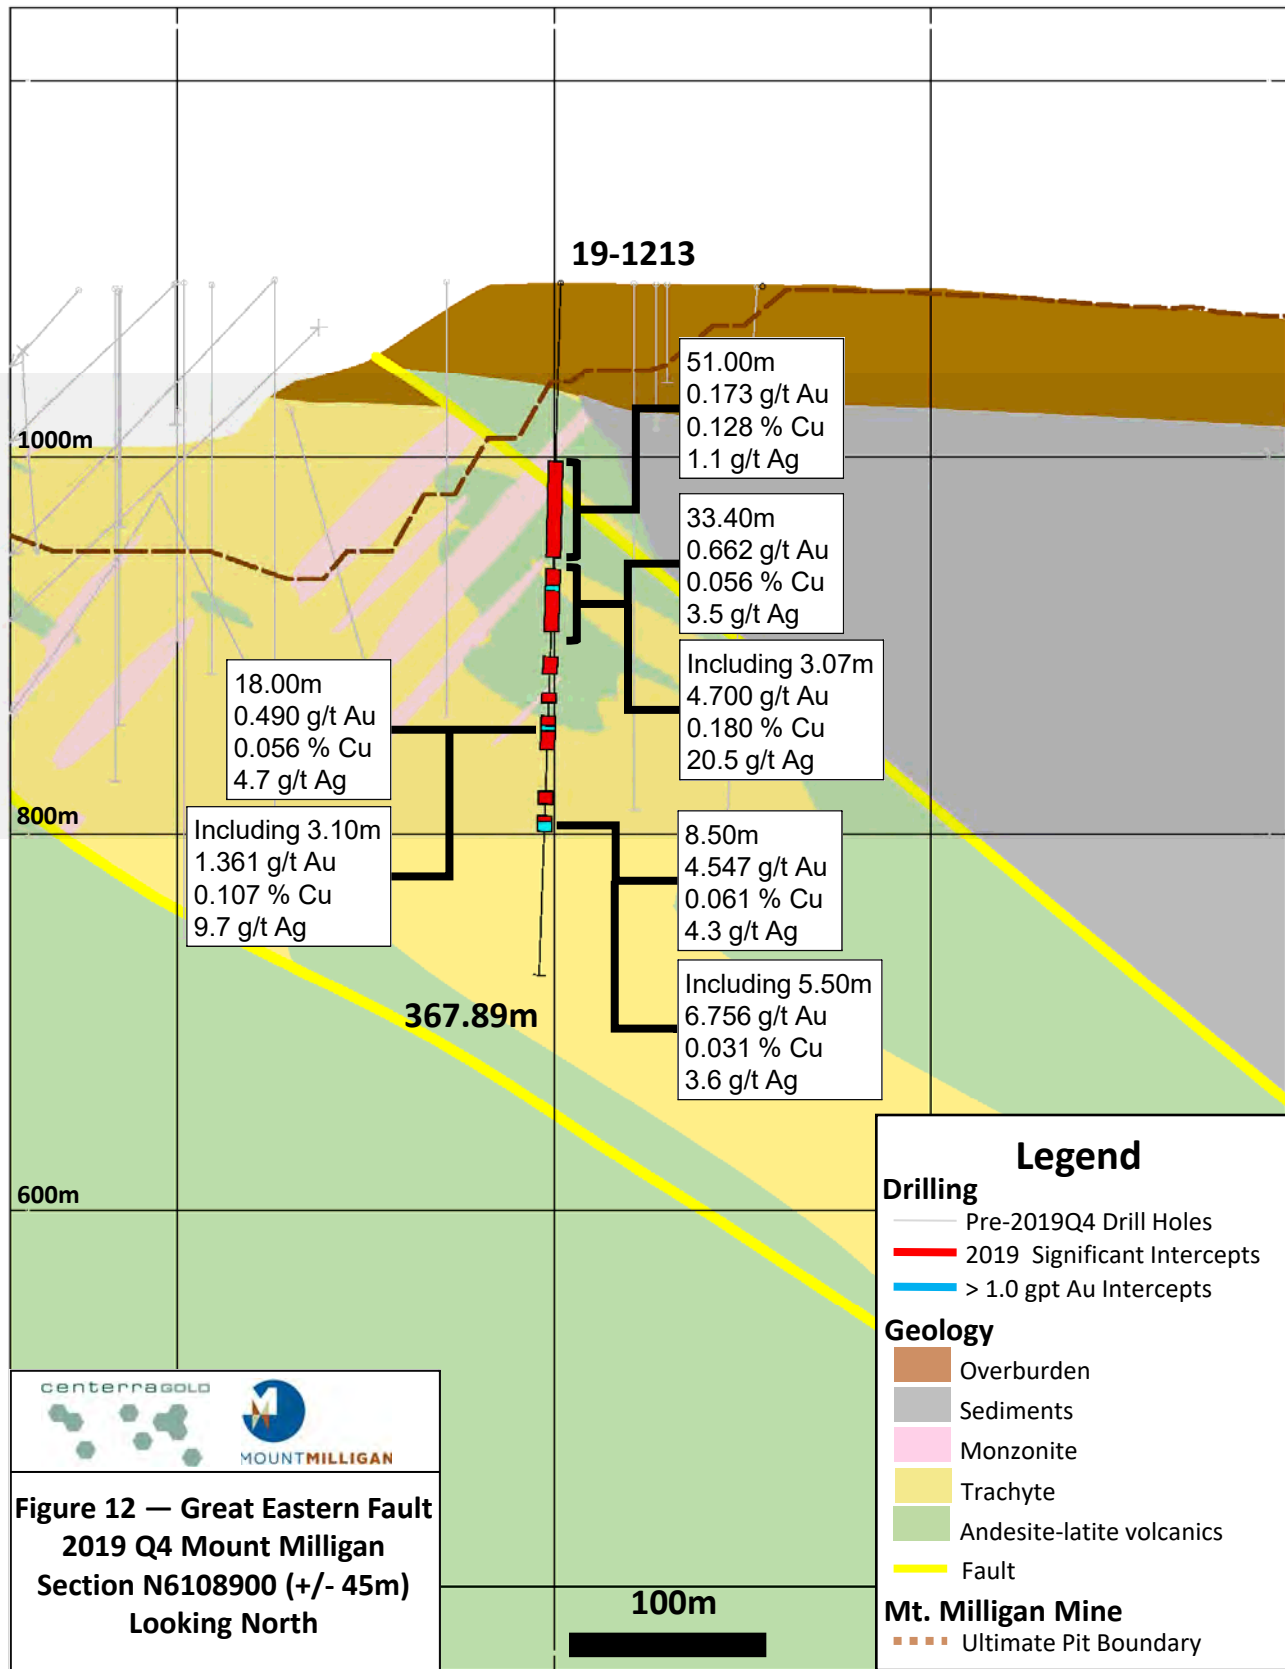 19-1213
51.00m
0.173 g/t Au
0.128 % Cu
1.1 g/t Ag
1000m
33.40m
0.662 g/t Au
0.056 % Cu
3.5 g/t Ag
Including 3.07m
4.700 g/t Au
0.180 % Cu
20.5 g/t Ag
18.00m
0.490 g/t Au
0.056 % Cu
4.7 g/t Ag
800m
Including 3.10m
1.361 g/t Au
0.107 % Cu
9.7 g/t Ag
8.50m
4.547 g/t Au
0.061 % Cu
4.3 g/t Ag
367.89m
Including 5.50m
6.756 g/t Au
0.031 % Cu
3.6 g/t Ag
600m
Legend
Drilling
Pre-2019Q4 Drill Holes
2019 Significant Intercepts
> 1.0 gpt Au Intercepts
Geology
Overburden
Sediments
Monzonite
Trachyte
Andesite-latite volcanics
Fault
Mt. Milligan Mine
Ultimate Pit Boundary
centerraGOLD
MOUNTMILLIGAN
Figure 12 — Great Eastern Fault
2019 Q4 Mount Milligan
Section N6108900 (+/- 45m)
Looking North
100m